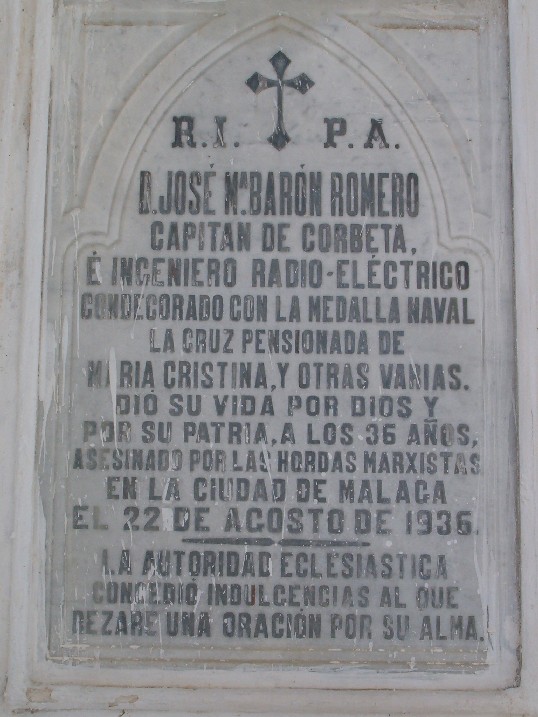 R.I. P.A.
D. JOSÉ Mª BARÓN ROMERO
CAPITAN DE CORBETA,
É INGENIERO RADIO-ELÉCTRICO
CONDECORADO CON LA MEDALLA NAVAL
LA CRUZ PENSIONADA DE
MARIA CRISTINA, Y OTRAS VARIAS.
DIÓ SU VIDA POR DIOS Y
POR SU PATRIA, A LOS 36 AÑOS,
ASESINADO POR LAS HORDAS MARXISTAS
EN LA CIUDAD DE MALAGA
EL 22 DE AGOSTO DE 1936.
LA AUTORIDAD ECLESIASTICA
CONCEDIÓ INDULGENCIAS AL QUE
REZARE UNA ORACIÓN POR SU ALMA.